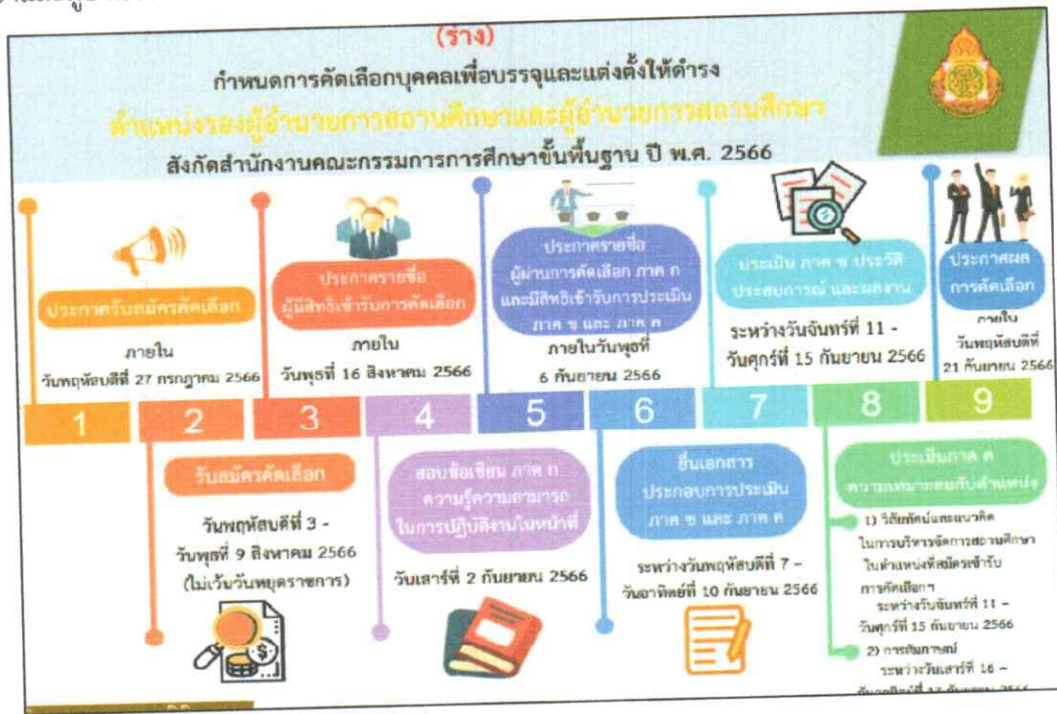 (ร่าง)
กำหนดการคัดเลือกบุคคลเพื่อบรรจุและแต่งตั้งให้ดำรง
ตำแหน่งรองผู้อำนวยการสถานศึกษาและผู้อำนวยการสถานศึกษา
สังกัดสำนักงานคณะกรรมการการศึกษาขั้นพื้นฐาน ปี พ.ศ. 2566
ประกาศรับสมัครคัดเลือก
ภายใน
วันพฤหัสบดีที่ 27 กรกฎาคม 2566
1
2
รับสมัครคัดเลือก
วันพฤหัสบดีที่ 3 -
วันพุธที่ 9 สิงหาคม 2566
(ไม่เว้นวันหยุดราชการ)
ประกาศรายชื่อ
ผู้มีสิทธิเข้ารับการคัดเลือก
ภายใน
วันพุธที่ 16 สิงหาคม 2566
3
4
สอบข้อเขียน ภาค ก
ความรู้ความสามารถ
ในการปฏิบัติงานในหน้าที่
วันเสาร์ที่ 2 กันยายน 2566
ประกาศรายชื่อ
ผู้ผ่านการคัดเลือก ภาค ก
และมีสิทธิเข้ารับการประเมิน
ภาค ข และ ภาค ค
ภายในวันพุธที่
6 กันยายน 2566
5
6
ยื่นเอกสาร
ประกอบการประเมิน
ภาค ข และ ภาค ค
ระหว่างวันพฤหัสบดีที่ 7 -
วันอาทิตย์ที่ 10 กันยายน 2566
ประเมิน ภาค ข ประวัติ
ประสบการณ์ และผลงาน
ระหว่างวันจันทร์ที่ 11 -
วันศุกร์ที่ 15 กันยายน 2566
7
8
ประเมินภาค ค
ความเหมาะสมกับตำแหน่ง
1) วิสัยทัศน์และแนวคิด
ในการบริหารจัดการสถานศึกษา
ในตำแหน่งที่สมัครเข้ารับ
การคัดเลือกฯ
ระหว่างวันจันทร์ที่ 11 -
วันศุกร์ที่ 15 กันยายน 2566
2) การสัมภาษณ์
ระหว่างวันเสาร์ที่ 16 -
ประกาศผล
การคัดเลือก
ภายใน
วันพฤหัสบดีที่
21 กันยายน 2566
9